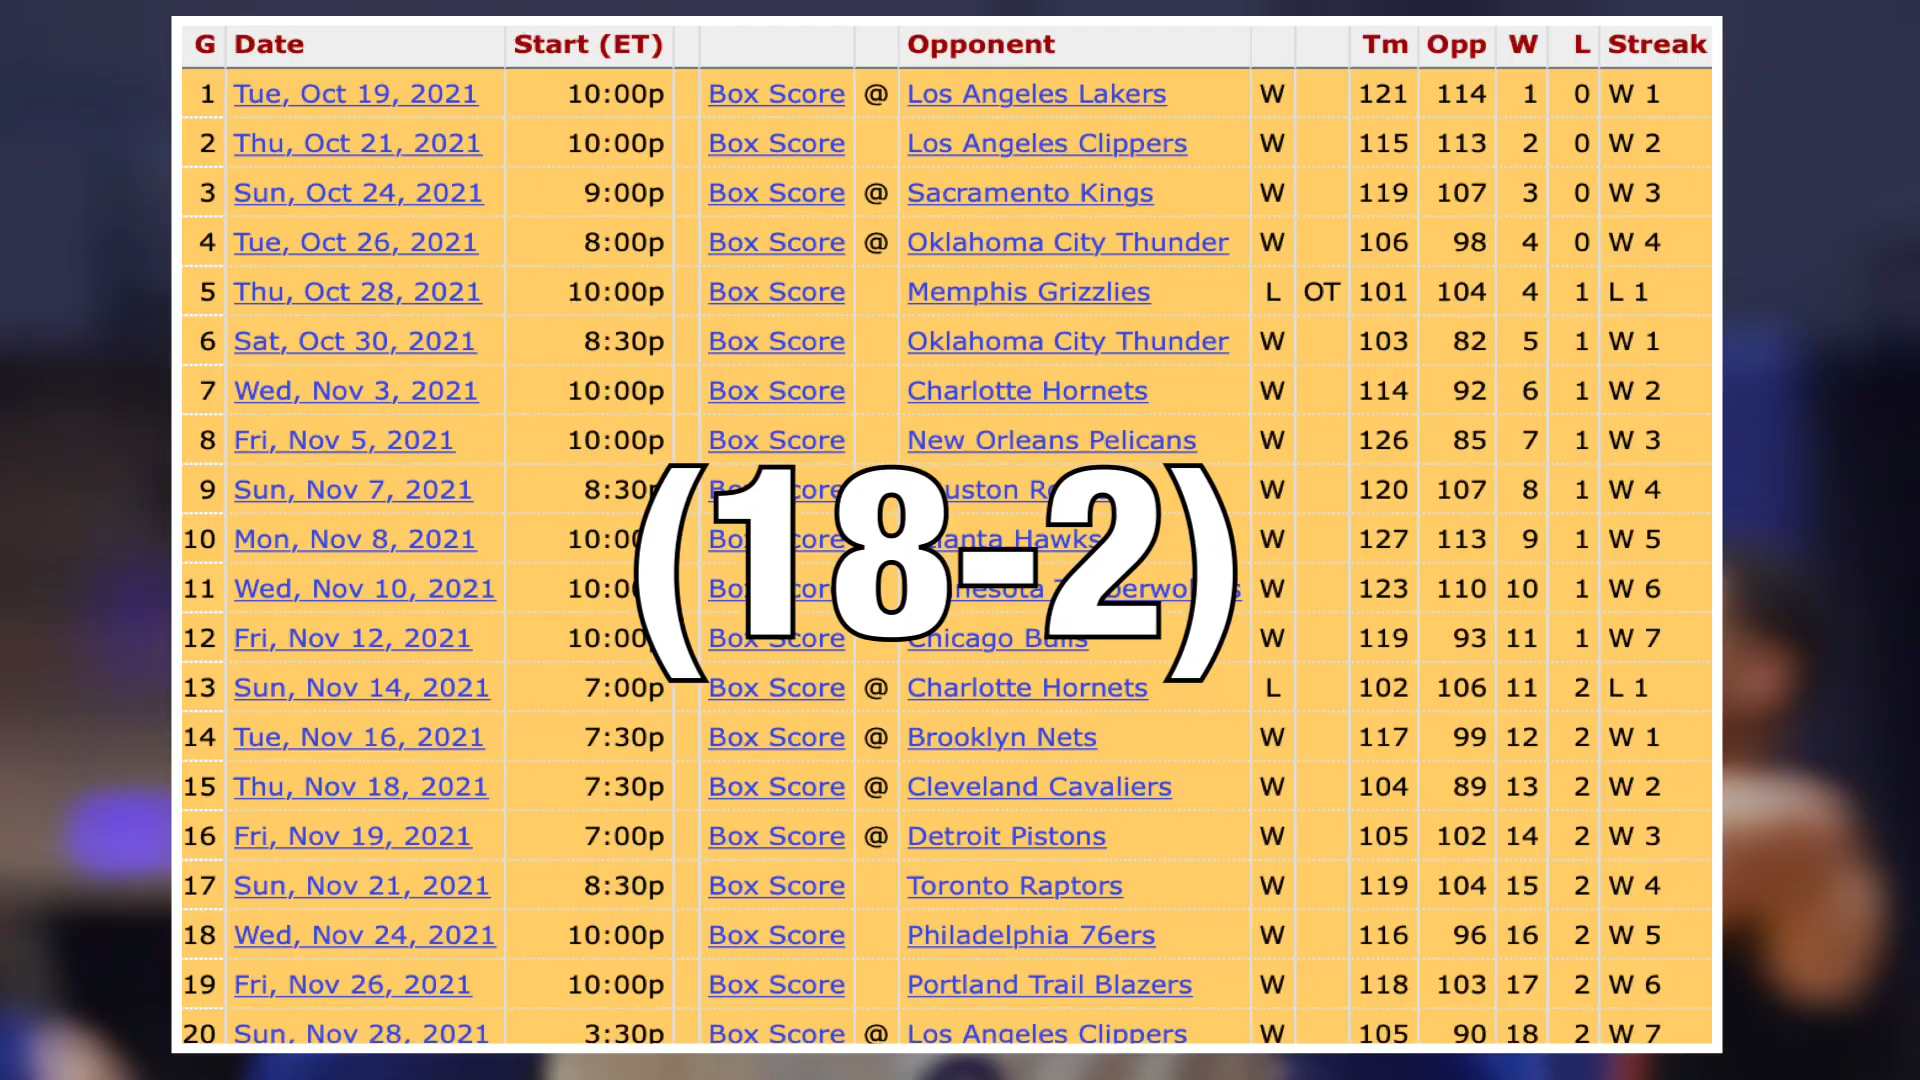 G Date Start (ET) Opponent Tm Opp W L Streak
1 Tue, Oct 19, 2021 10:00p Box Score @ Los Angeles Lakers W 121 114 1 0 W 1
2 Thu, Oct 21, 2021 10:00p Box Score Los Angeles Clippers W 115 113 2 0 W 2
3 Sun, Oct 24, 2021 9:00p Box Score @ Sacramento Kings W 119 107 3 0 W 3
4 Tue, Oct 26, 2021 8:00p Box Score @ Oklahoma City Thunder W 106 98 4 0 W 4
5 Thu, Oct 28, 2021 10:00p Box Score Memphis Grizzlies L OT 101 104 4 1 L 1
6 Sat, Oct 30, 2021 8:30p Box Score Oklahoma City Thunder W 103 82 5 1 W 1
7 Wed, Nov 3, 2021 10:00p Box Score Charlotte Hornets W 114 92 6 1 W 2
8 Fri, Nov 5, 2021 10:00p Box Score New Orleans Pelicans W 126 85 7 1 W 3
9 Sun, Nov 7, 2021 8:30p W 120 107 8 1 W 4
10 Mon, Nov 8, 2021 Hawks W 127 113 9 1 W 5
(18-2)
11 Wed, Nov 10, 2021 W 123 110 10 1 W 6
12 Fri, Nov 12, 2021 10:00 Box Score Chicago Bulls W 119 93 11 1 W 7
13 Sun, Nov 14, 2021 7:00p Box Score @ Charlotte Hornets L 102 106 11 2 L 1
14 Tue, Nov 16, 2021 7:30p Box Score @ Brooklyn Nets W 117 99 12 2 W 1
15 Thu, Nov 18, 2021 7:30p Box Score @ Cleveland Cavaliers W 104 89 13 2 W 2
16 Fri, Nov 19, 2021 7:00p Box Score @ Detroit Pistons W 105 102 14 2 W 3
17 Sun, Nov 21, 2021 8:30p Box Score Toronto Raptors W 119 104 15 2 W 4
18 Wed, Nov 24, 2021 10:00p Box Score Philadelphia 76ers W 116 96 16 2 W 5
19 Fri, Nov 26, 2021 10:00p Box Score Portland Trail Blazers W 118 103 17 2 W 6
20 Sun, Nov 28, 2021 3:30p Box Score @ Los Angeles Clippers W 105 90 18 2 W 7